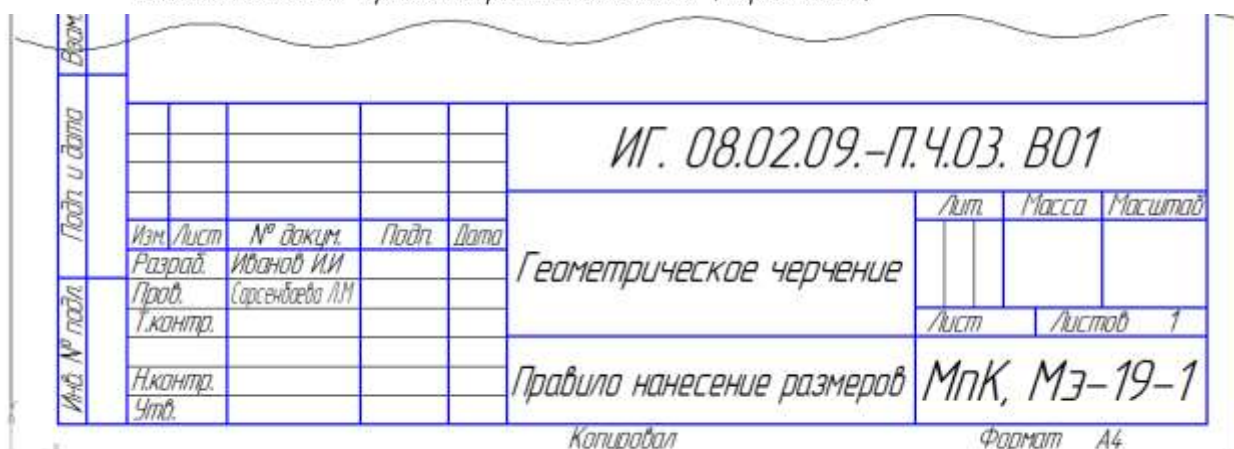 Взам.
Подп. и дата
Инв. № подл.
ИГ. 08.02.09.-П.Ч.03. В01
Лит. Масса Масштаб
Изм. Лист № докум. Подп. Дата
Разраб. Иванов И.И
Пров. Сарсенбаева Л.М
Т.контр.
Геометрическое черчение
Лист Листов 1
Н.контр.
Утв.
Правило нанесение размеров
МпК, Мэ-19-1
Копировал Формат А4